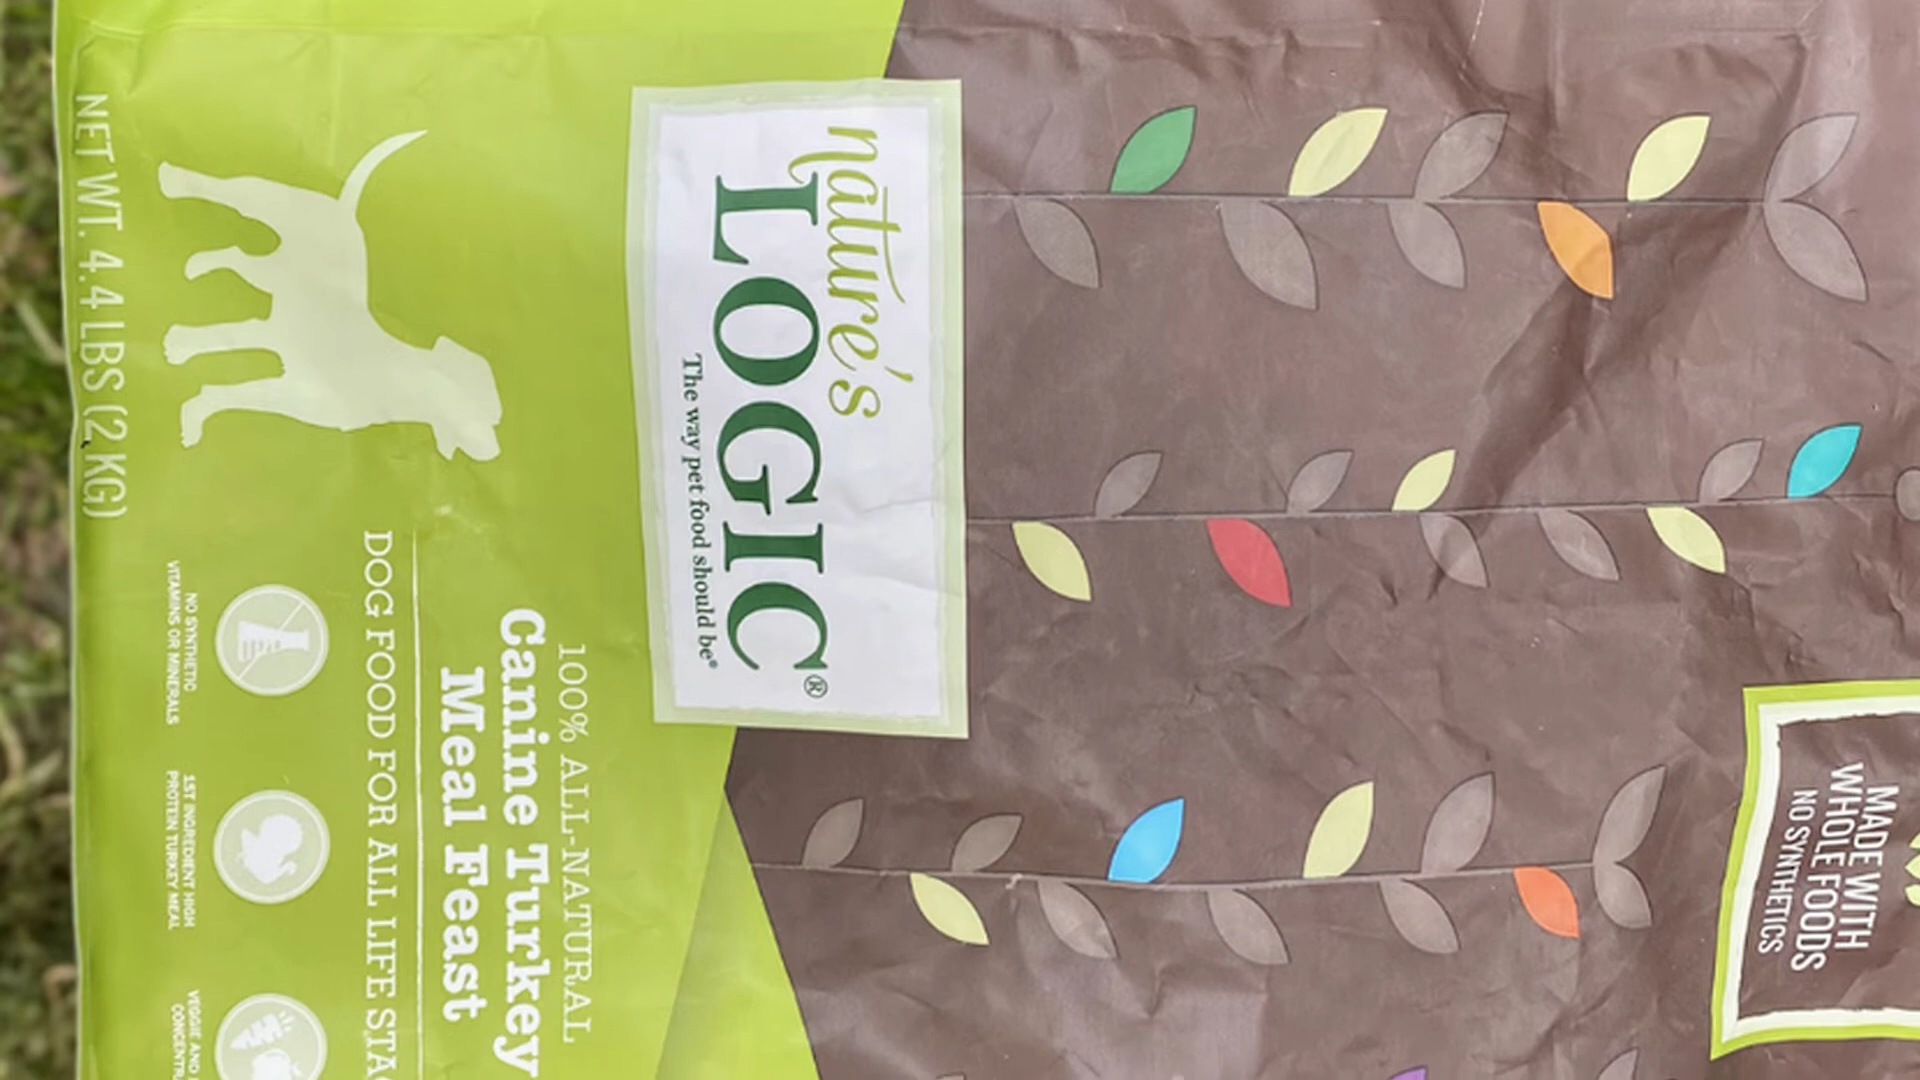 MADE WITH
WHOLE FOODS
NO SYNTHETICS
nature's
LOGIC®
The way pet food should be®
100% ALL-NATURAL
Canine Turkey
Meal Feast
DOG FOOD FOR ALL LIFE
NO SYNTHETIC
VITAMINS OR MINERALS
1ST INGREDIENT HIGH
PROTEIN TURKEY MEAL
VEGGIE AND
NET WT. 4.4 LBS (2 KG)